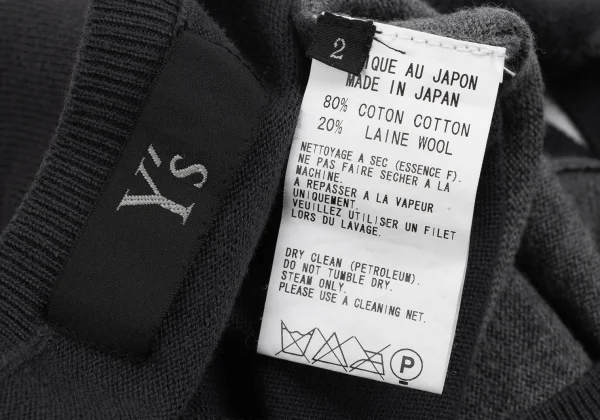 Y's
2
IQUE AU JAPON
MADE IN JAPAN
80% COTON COTTON
20% LAINE WOOL
NETTOYAGE A SEC (ESSENCE F).
NE PAS FAIRE SECHER A LA
MACHINE.
A REPASSER A LA VAPEUR
UNIQUEMENT.
VEUILLEZ UTILISER UN FILET
LORS DU LAVAGE.
DRY CLEAN (PETROLEUM).
DO NOT TUMBLE DRY.
STEAM ONLY.
PLEASE USE A CLEANING NET.
P